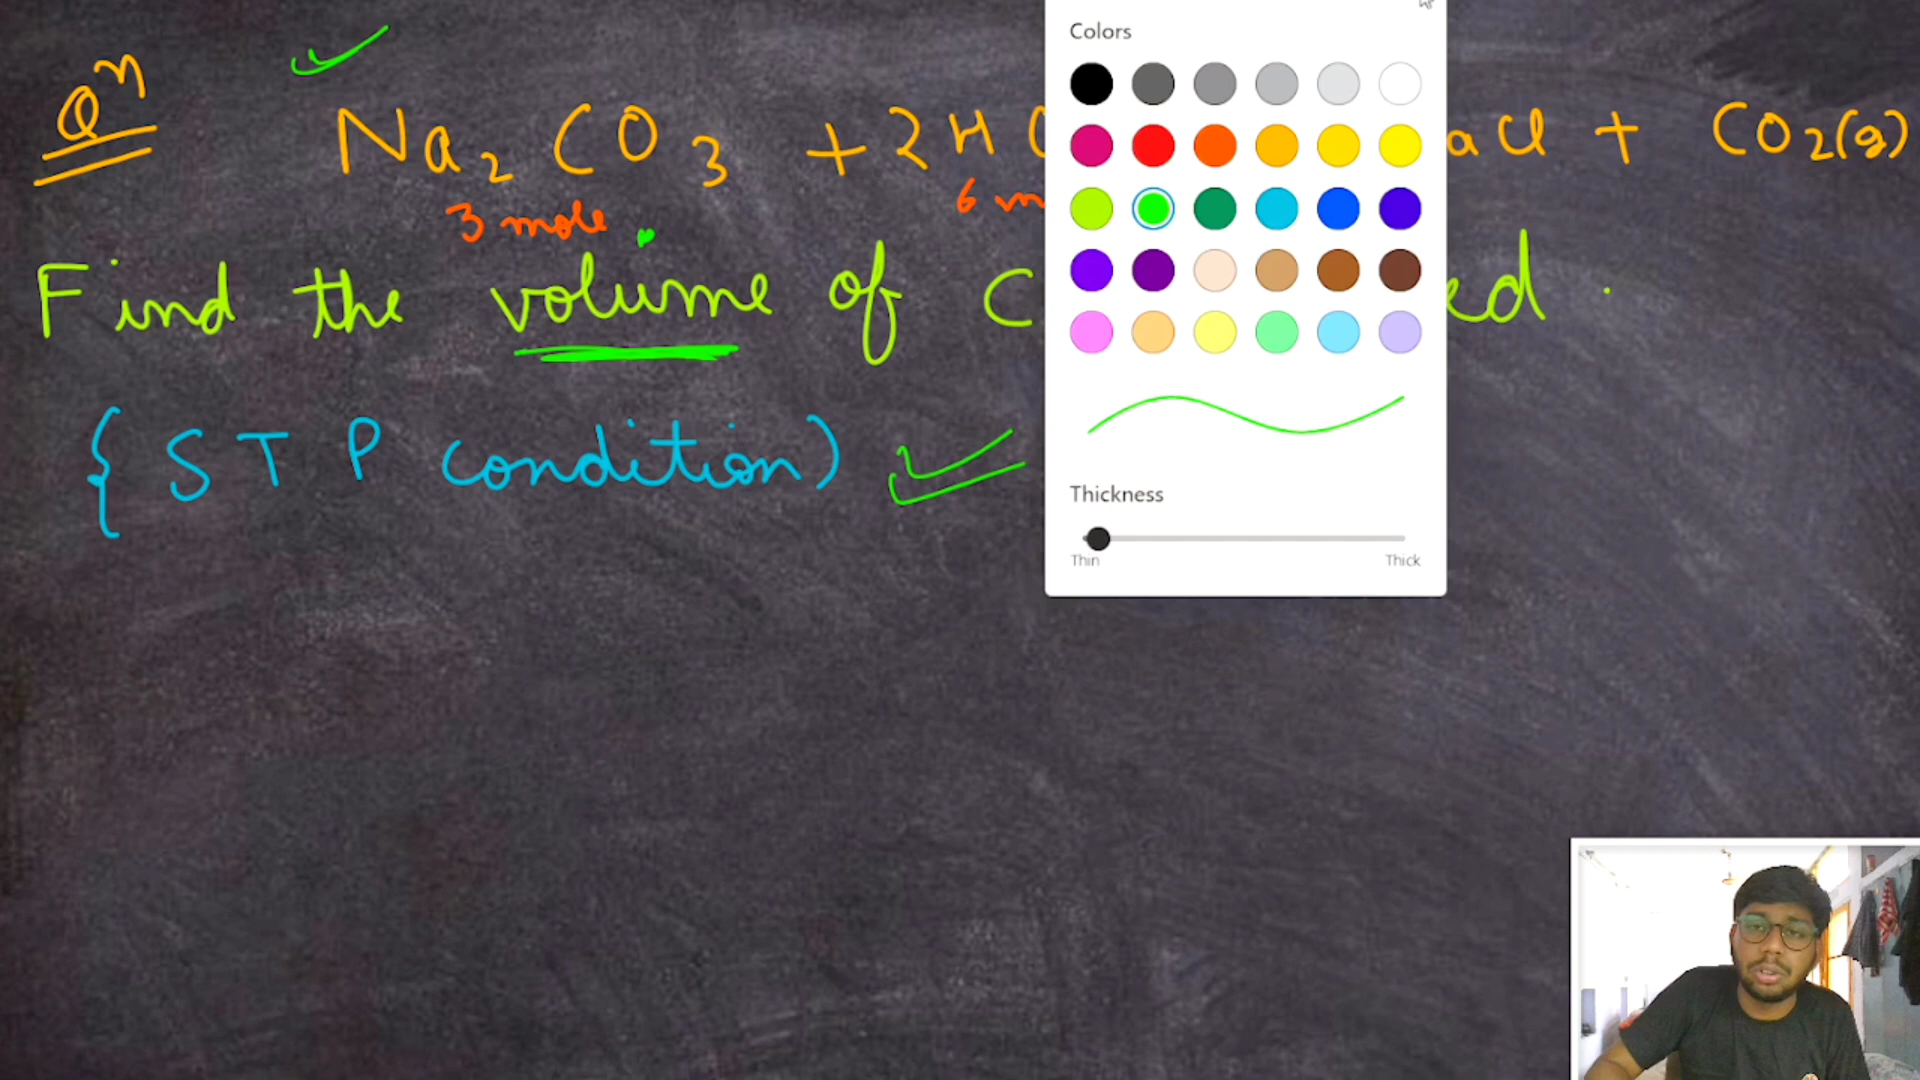 Qⁿ Na₂CO₃ + 2H aCl + CO₂(g)
3 mole 6 m
Find the volume of C ed.
{STP condition)
Colors
Thickness
Thin Thick